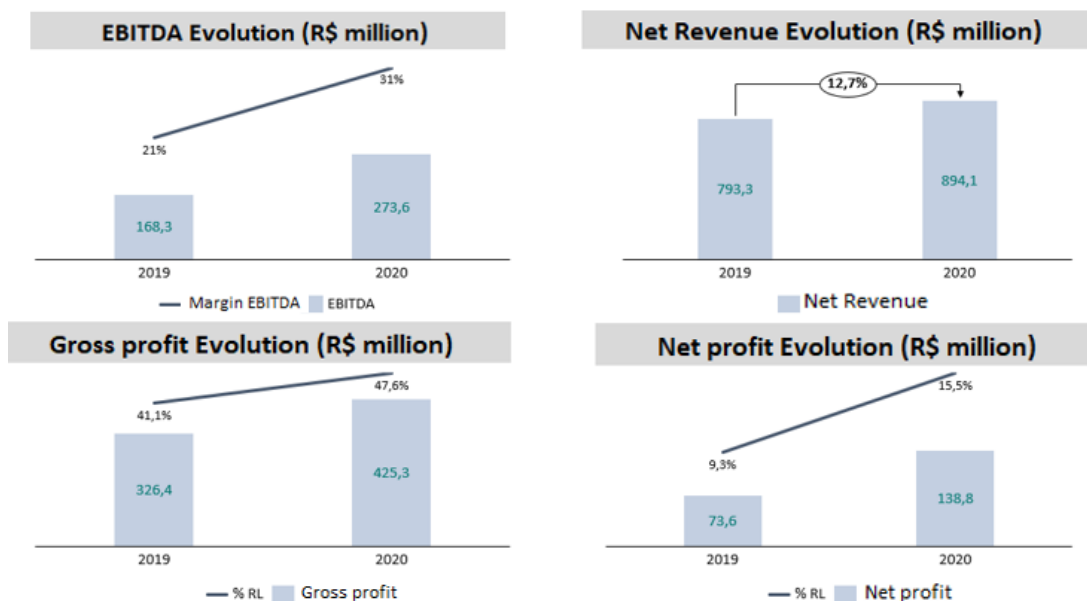 EBITDA Evolution (R$ million)
31%
21%
273,6
168,3
2019 2020
Margin EBITDA EBITDA
Net Revenue Evolution (R$ million)
12,7%
894,1
793,3
2019 2020
Net Revenue
Gross profit Evolution (R$ million)
47,6%
41,1%
425,3
326,4
2019 2020
% RL Gross profit
Net profit Evolution (R$ million)
15,5%
9,3%
138,8
73,6
2019 2020
% RL Net profit